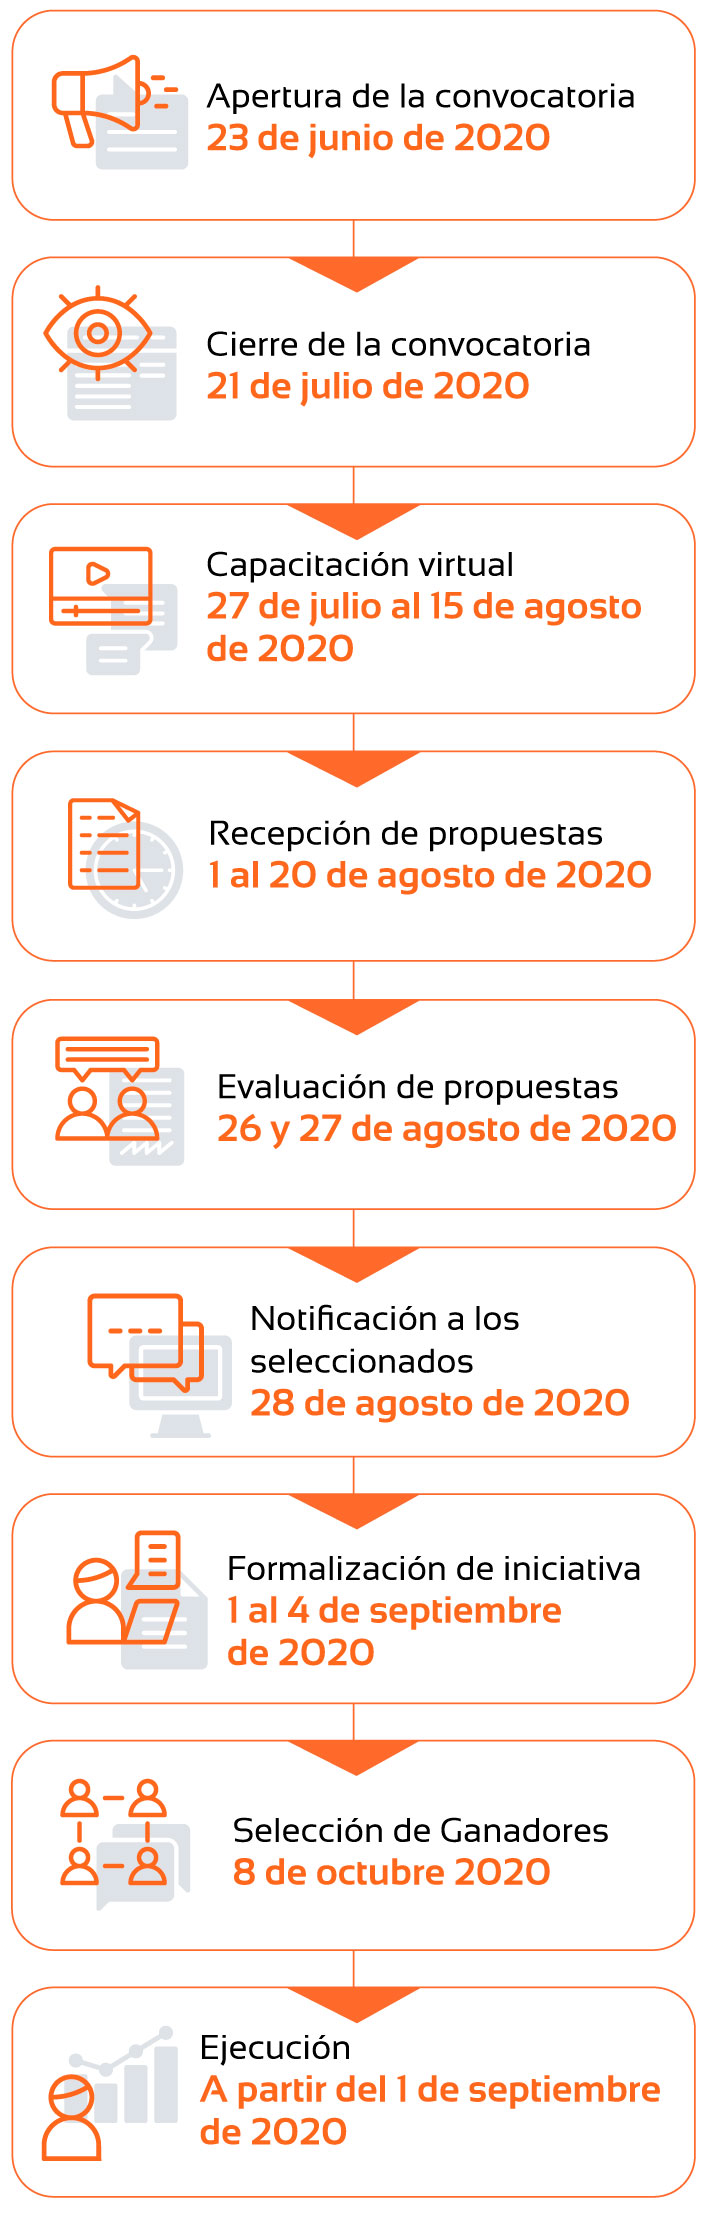 Apertura de la convocatoria
23 de junio de 2020
Cierre de la convocatoria
21 de julio de 2020
Capacitación virtual
27 de julio al 15 de agosto
de 2020
Recepción de propuestas
1 al 20 de agosto de 2020
Evaluación de propuestas
26 y 27 de agosto de 2020
Notificación a los
seleccionados
28 de agosto de 2020
Formalización de iniciativa
1 al 4 de septiembre
de 2020
Selección de Ganadores
8 de octubre 2020
Ejecución
A partir del 1 de septiembre
de 2020